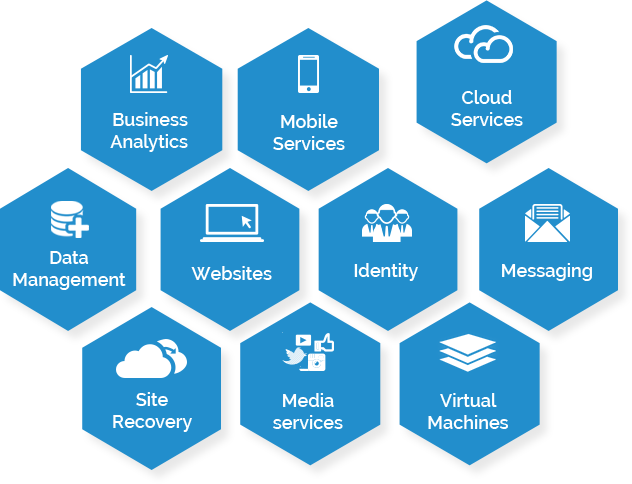 Business
Analytics
Mobile
Services
Cloud
Services
Data
Management
Websites
Identity
Messaging
Site
Recovery
Media
services
Virtual
Machines